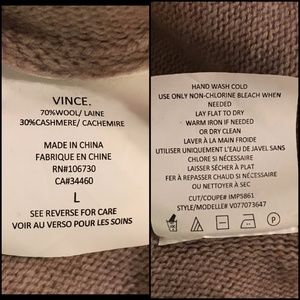 VINCE.
70%WOOL/ LAINE
30%CASHMERE/ CACHEMIRE
MADE IN CHINA
FABRIQUE EN CHINE
RN#106730
CA#34460
L
SEE REVERSE FOR CARE
VOIR AU VERSO POUR LES SOINS
HAND WASH COLD
USE ONLY NON-CHLORINE BLEACH WHEN
NEEDED
LAY FLAT TO DRY
WARM IRON IF NEEDED
OR DRY CLEAN
LAVER À LA MAIN FROIDE
UTILISER UNIQUEMENT L'EAU DE JAVEL SANS
CHLORE SI NÉCESSAIRE
LAISSER À PLAT AU SEC
FER À REPASSER CHAUD SI NÉCESSAIRE
OU NETTOYER À SEC
CUT/COUPE# IMP5861
STYLE/MODELLE# V077073647
P